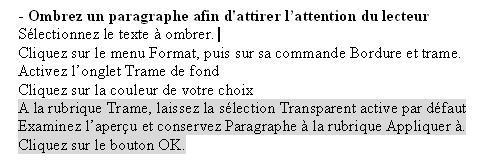 - Ombrez un paragraphe afin d'attirer l'attention du lecteur
Sélectionnez le texte à ombrer.
Cliquez sur le menu Format, puis sur sa commande Bordure et trame.
Activez l'onglet Trame de fond
Cliquez sur la couleur de votre choix
A la rubrique Trame, laissez la sélection Transparent active par défaut
Examinez l'aperçu et conservez Paragraphe à la rubrique Appliquer à.
Cliquez sur le bouton OK.